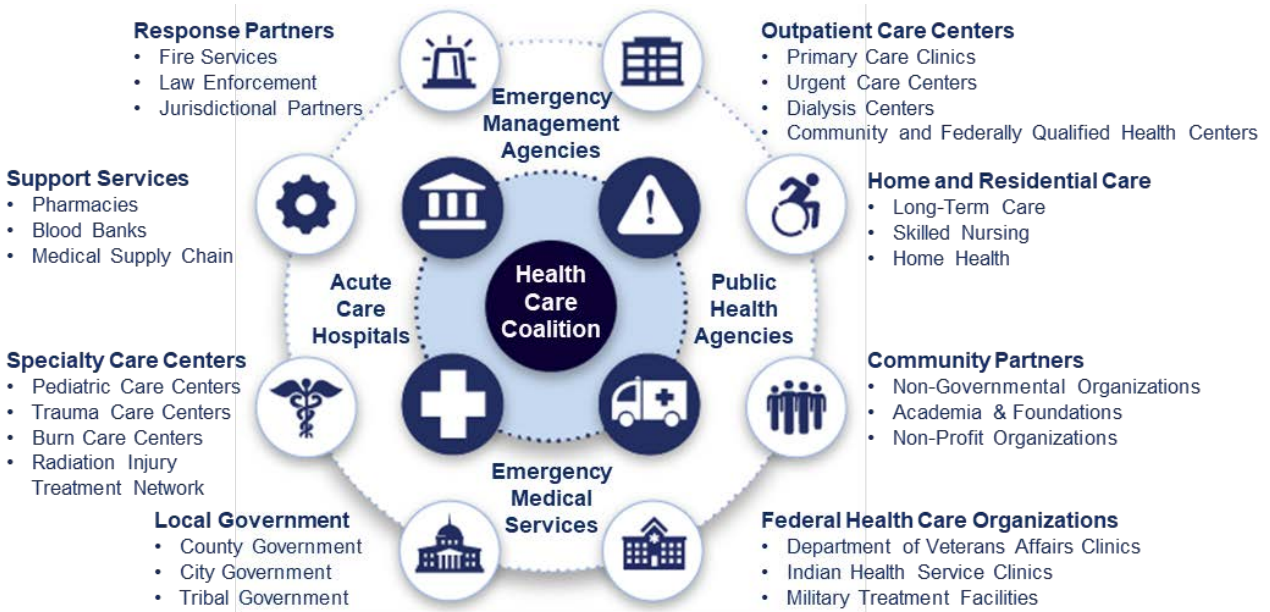 Response Partners
• Fire Services
• Law Enforcement
• Jurisdictional Partners
Outpatient Care Centers
• Primary Care Clinics
• Urgent Care Centers
• Dialysis Centers
• Community and Federally Qualified Health Centers
Support Services
• Pharmacies
• Blood Banks
• Medical Supply Chain
Home and Residential Care
• Long-Term Care
• Skilled Nursing
• Home Health
Emergency
Management
Agencies
Acute
Care
Hospitals
Health
Care
Coalition
Public
Health
Agencies
Emergency
Medical
Services
Specialty Care Centers
• Pediatric Care Centers
• Trauma Care Centers
• Burn Care Centers
• Radiation Injury
Treatment Network
Community Partners
• Non-Governmental Organizations
• Academia & Foundations
• Non-Profit Organizations
Local Government
• County Government
• City Government
• Tribal Government
Federal Health Care Organizations
• Department of Veterans Affairs Clinics
• Indian Health Service Clinics
• Military Treatment Facilities